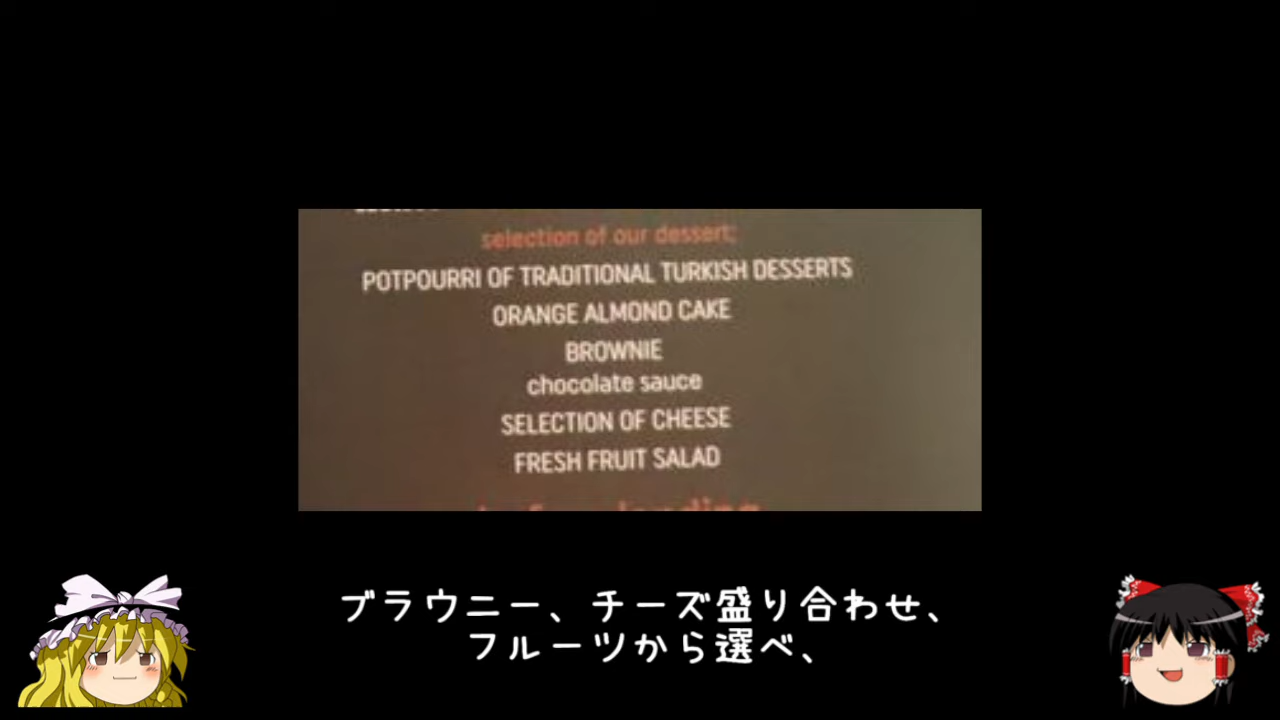 selection of our dessert;
POTPOURRI OF TRADITIONAL TURKISH DESSERTS
ORANGE ALMOND CAKE
BROWNIE
chocolate sauce
SELECTION OF CHEESE
FRESH FRUIT SALAD
ブラウニー、チーズ盛り合わせ、
フルーツから選べ、